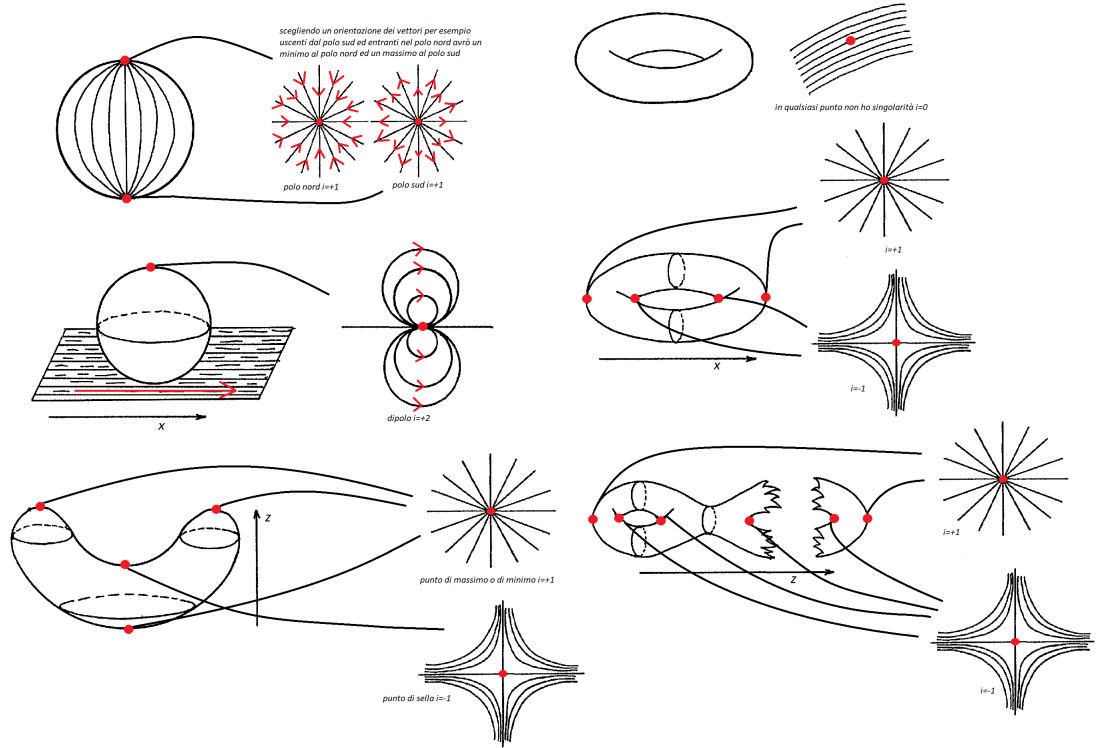 scegliendo un orientazione dei vettori per esempio
uscenti dal polo sud ed entranti nel polo nord avrò un
minimo al polo nord ed un massimo al polo sud
polo nord i=+1
polo sud i=+1
in qualsiasi punto non ho singolarità i=0
i=+1
x
i=-1
dipolo i=+2
x
z
punto di massimo o di minimo i=+1
punto di sella i=-1
i=+1
z
i=-1